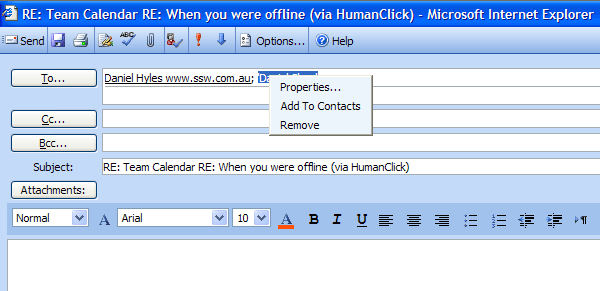 RE: Team Calendar RE: When you were offline (via HumanClick) - Microsoft Internet Explorer
Send Options... Help
To... Daniel Hyles www.ssw.com.au;
Properties...
Add To Contacts
Cc...
Remove
Bcc...
Subject: RE: Team Calendar RE: When you were offline (via HumanClick)
Attachments:
Normal A Arial 10 A B I U